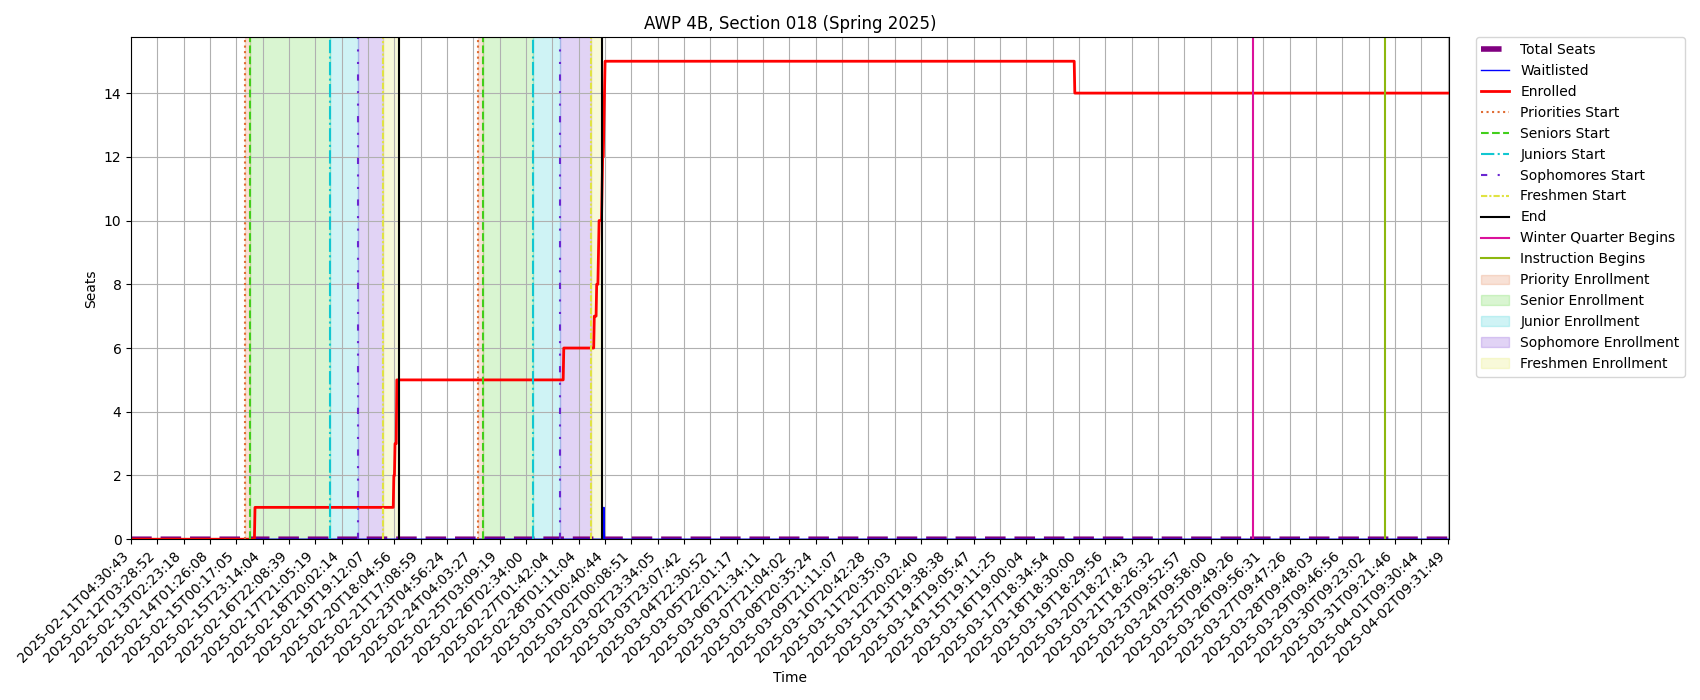 AWP 4B, Section 018 (Spring 2025)
Seats
14
12
10
8
6
4
2
0
2025-02-11T04:30:43
2025-02-12T03:28:52
2025-02-13T02:23:18
2025-02-14T01:26:08
2025-02-15T00:17:05
2025-02-15T23:14:04
2025-02-16T22:08:39
2025-02-17T21:05:19
2025-02-18T20:02:14
2025-02-19T19:12:07
2025-02-20T18:04:56
2025-02-21T17:08:59
2025-02-23T04:56:24
2025-02-24T04:03:27
2025-02-25T03:09:19
2025-02-26T02:34:00
2025-02-27T01:42:04
2025-02-28T01:11:04
2025-03-01T00:40:44
2025-03-02T00:08:51
2025-03-02T23:34:05
2025-03-03T23:07:42
2025-03-04T22:30:52
2025-03-05T22:01:17
2025-03-06T21:34:11
2025-03-07T21:04:02
2025-03-08T20:35:24
2025-03-09T21:11:07
2025-03-10T20:42:28
2025-03-11T20:35:03
2025-03-12T20:02:40
2025-03-13T19:38:38
2025-03-14T19:05:47
2025-03-15T19:11:25
2025-03-16T19:00:04
2025-03-17T18:34:54
2025-03-18T18:30:00
2025-03-19T18:29:56
2025-03-20T18:27:43
2025-03-21T18:26:32
2025-03-23T09:52:57
2025-03-24T09:58:00
2025-03-25T09:49:26
2025-03-26T09:56:31
2025-03-27T09:47:26
2025-03-28T09:48:03
2025-03-29T09:46:56
2025-03-30T09:23:02
2025-03-31T09:21:46
2025-04-01T09:30:44
2025-04-02T09:31:49
Time
Total Seats
Waitlisted
Enrolled
Priorities Start
Seniors Start
Juniors Start
Sophomores Start
Freshmen Start
End
Winter Quarter Begins
Instruction Begins
Priority Enrollment
Senior Enrollment
Junior Enrollment
Sophomore Enrollment
Freshmen Enrollment